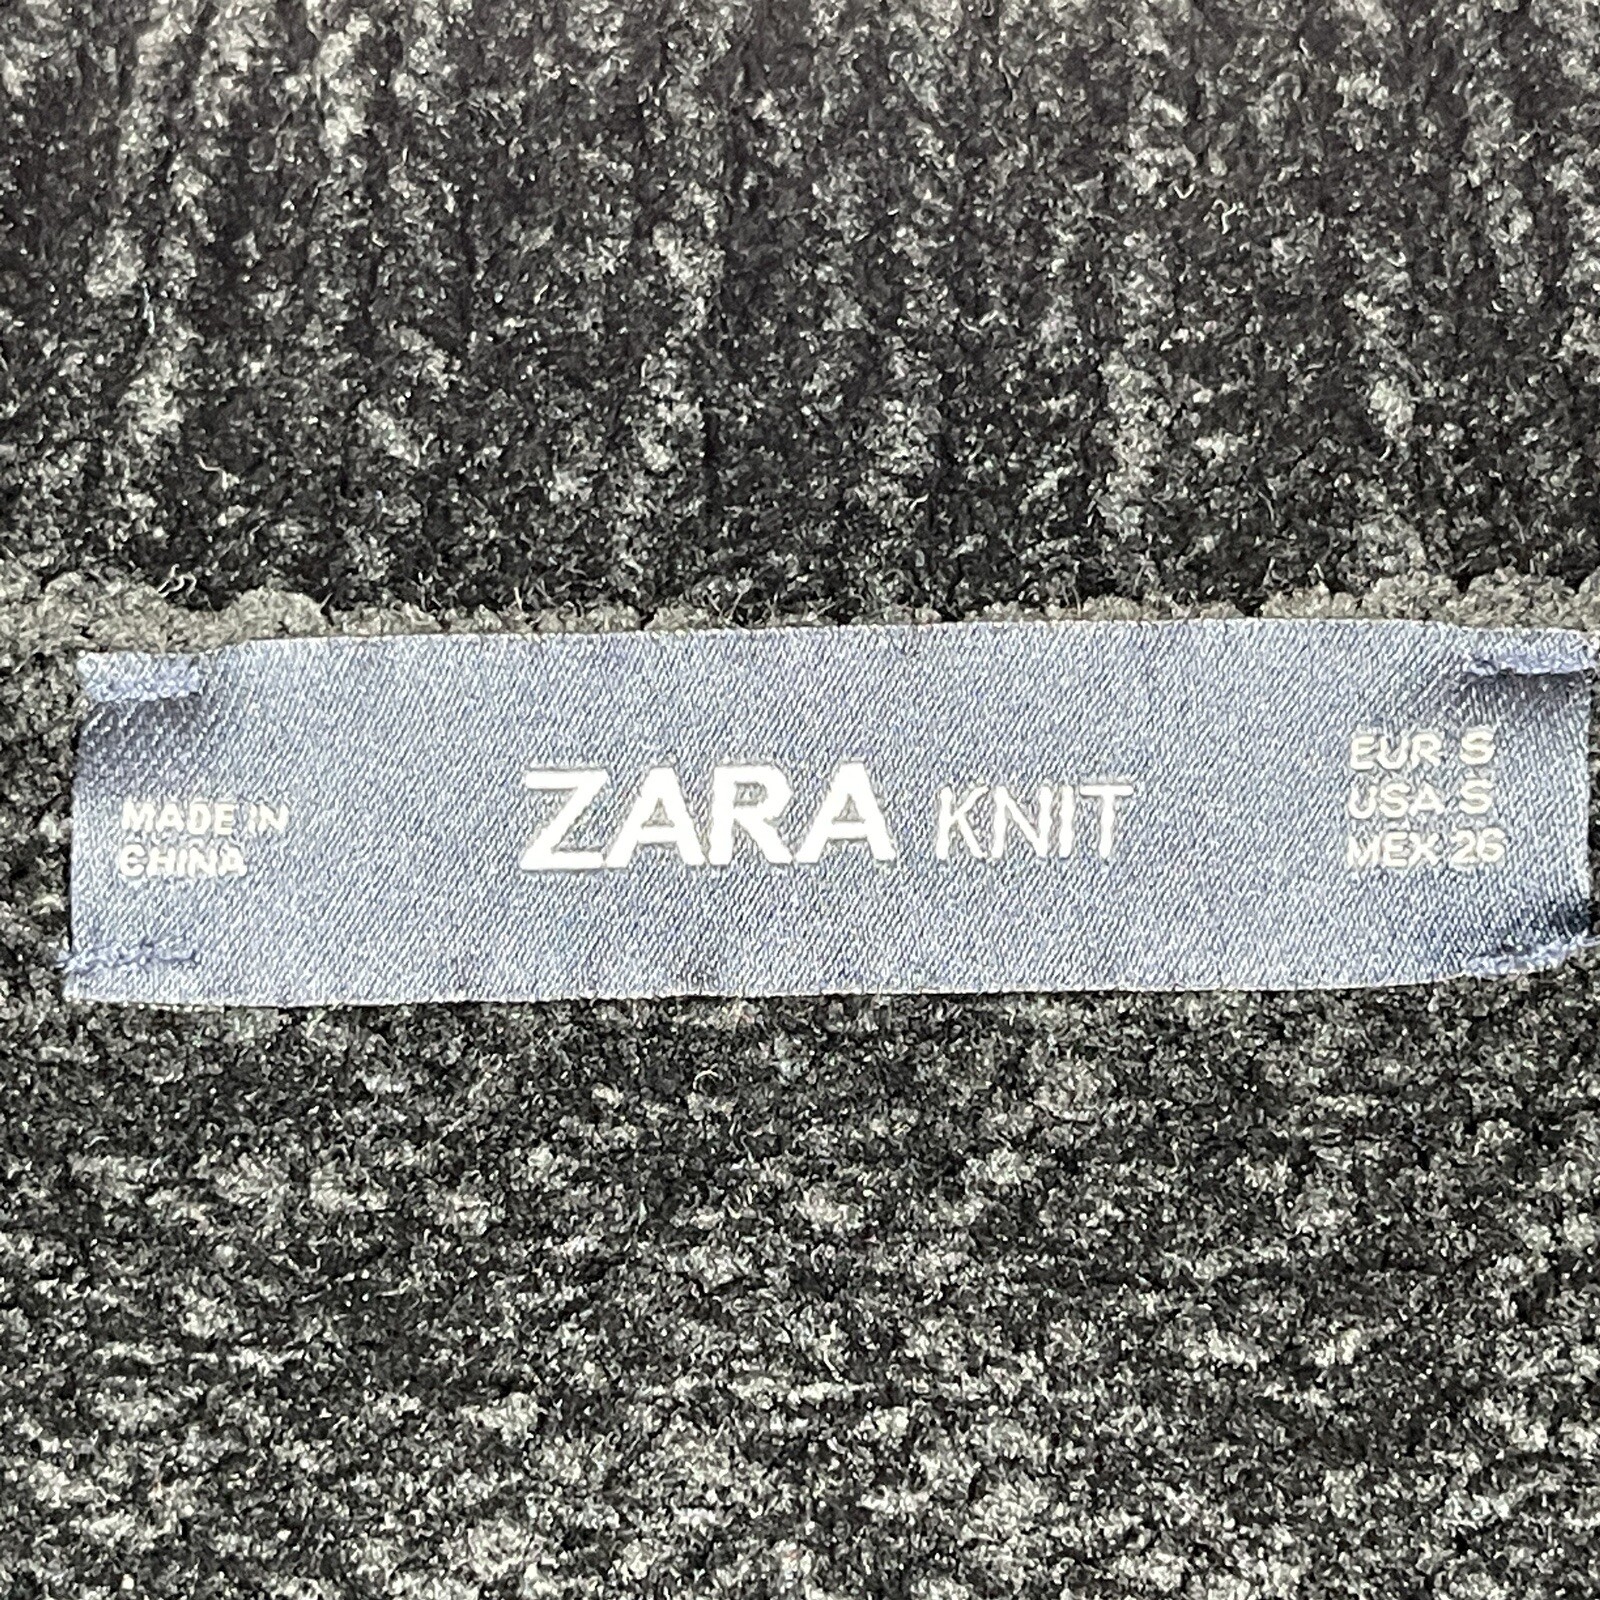 MADE IN
CHINA
ZARA KNIT
EUR S
USA S
MEX 26